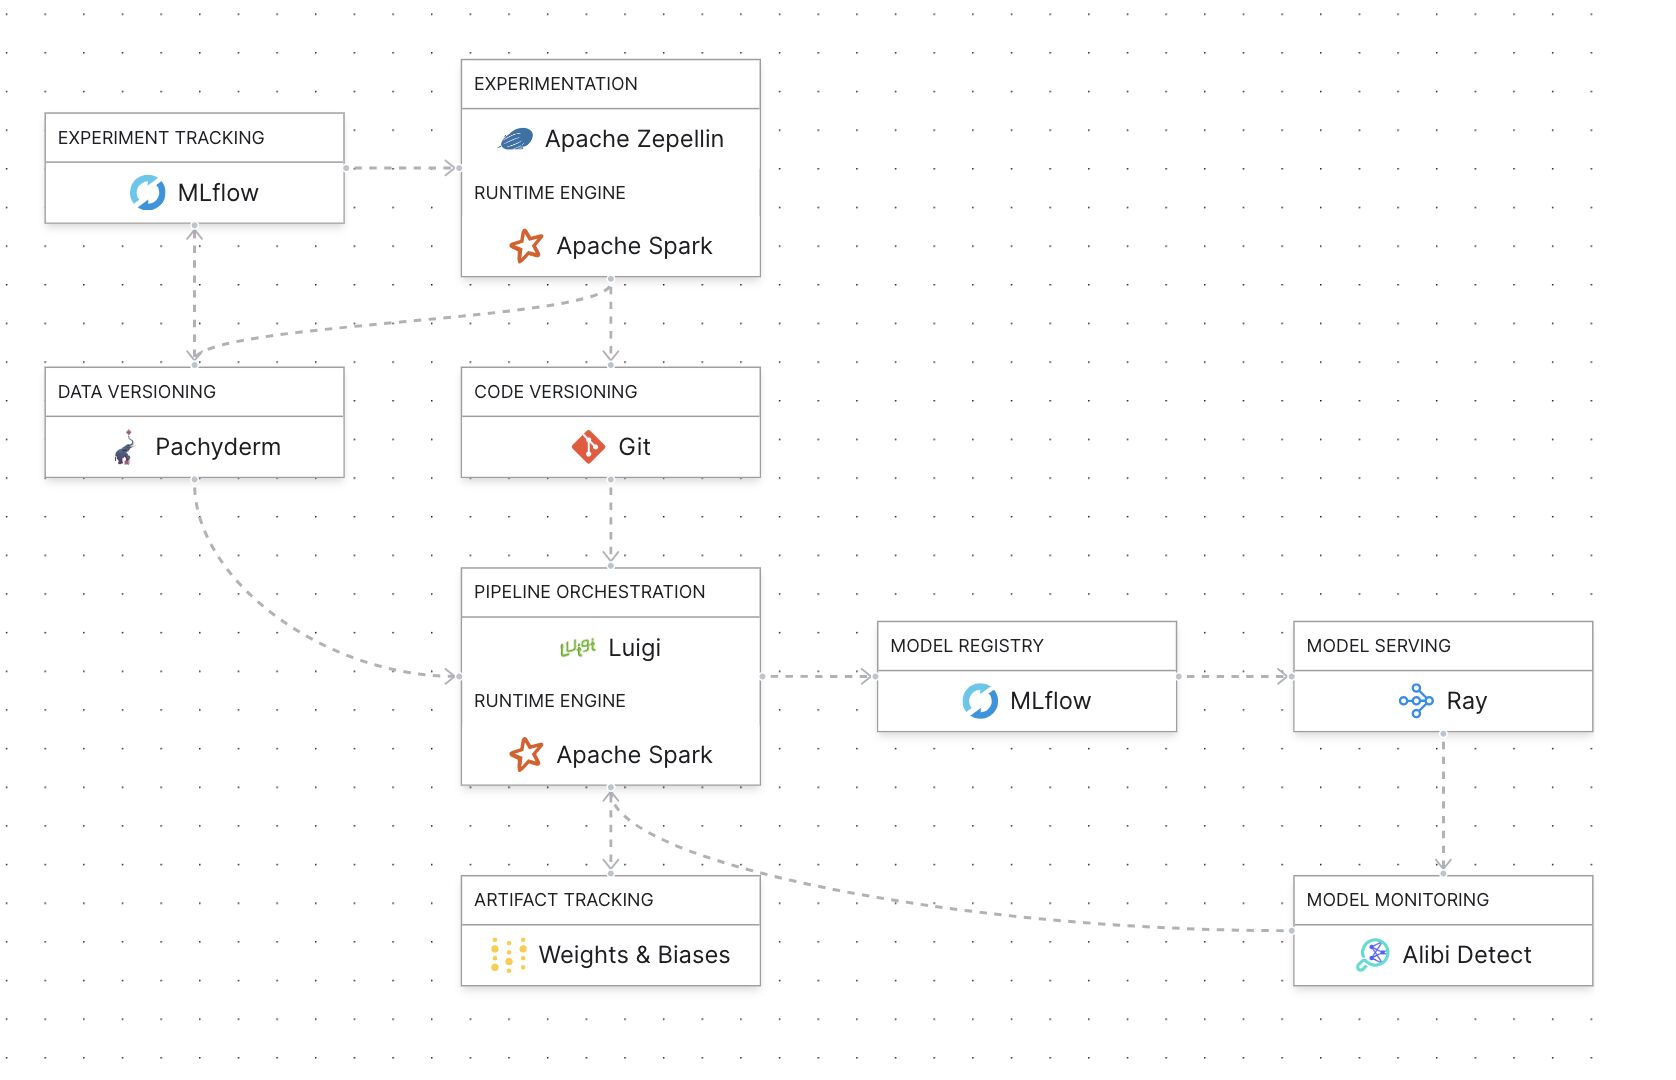 EXPERIMENTATION
Apache Zepellin
RUNTIME ENGINE
Apache Spark
EXPERIMENT TRACKING
MLflow
DATA VERSIONING
Pachyderm
CODE VERSIONING
Git
PIPELINE ORCHESTRATION
Luigi
Luigi
RUNTIME ENGINE
Apache Spark
MODEL REGISTRY
MLflow
MODEL SERVING
Ray
ARTIFACT TRACKING
Weights & Biases
MODEL MONITORING
Alibi Detect